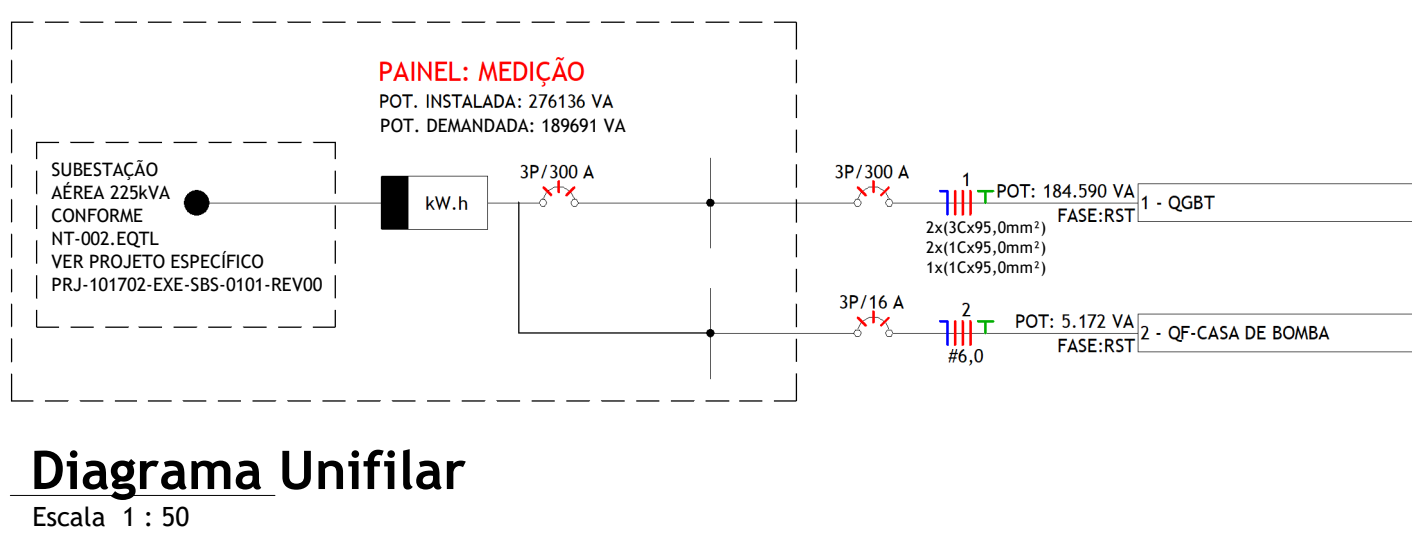 PAINEL: MEDIÇÃO
POT. INSTALADA: 276136 VA
POT. DEMANDADA: 189691 VA
SUBESTAÇÃO
AÉREA 225kVA
CONFORME
NT-002.EQTL
VER PROJETO ESPECÍFICO
PRJ-101702-EXE-SBS-0101-REV00
kW.h
3P/300 A
3P/300 A
1
2x(3Cx95,0mm²)
2x(1Cx95,0mm²)
1x(1Cx95,0mm²)
POT: 184.590 VA
FASE:RST
1 - QGBT
3P/16 A
2
#6,0
POT: 5.172 VA
FASE:RST
2 - QF-CASA DE BOMBA
Diagrama Unifilar
Escala 1 : 50